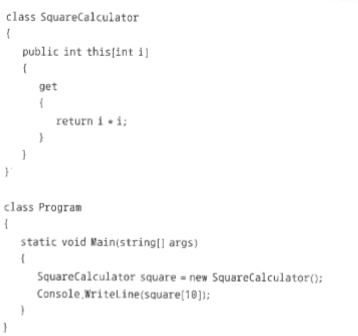 class SquareCalculator
{
public int this[int i]
{
get
{
return i * i;
}
}
}
class Program
{
static void Main(string[] args)
{
SquareCalculator square = new SquareCalculator();
Console.WriteLine(square[10]);
}
}